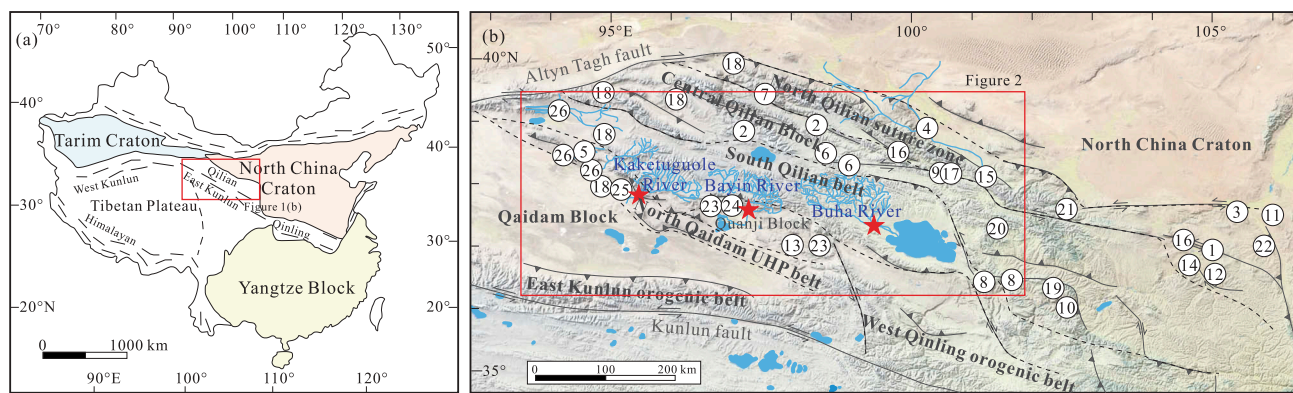 (a)
70° 80° 90° 100° 110° 120° 130°
50°
40°
30°
20°N
50°
40°
30°
20°
Tarim Craton
North China
Craton
Qilian
West Kunlun
East Kunlun
Figure 1(b)
Tibetan Plateau
Himalayan
Qinling
Yangtze Block
0 1000 km
90°E 100° 110° 120°
(b)
95°E 100° 105°
40°N
35°
Altyn Tagh fault
Figure 2
18
7
18
18
26
Central Qilian Block
North Qilian suture zone
4
2
2
18
16
North China Craton
5
26
6
6
9
17
15
26
South Qilian belt
Kaketuguole
River
18
25
Bayin River
23
24
Buha River
21
3
11
Qaidam Block
Quanji Block
20
16
1
22
13
23
14
12
North Qaidam UHP belt
8
8
19
10
East Kunlun orogenic belt
Kunlun fault
West Qinling orogenic belt
0 100 200 km